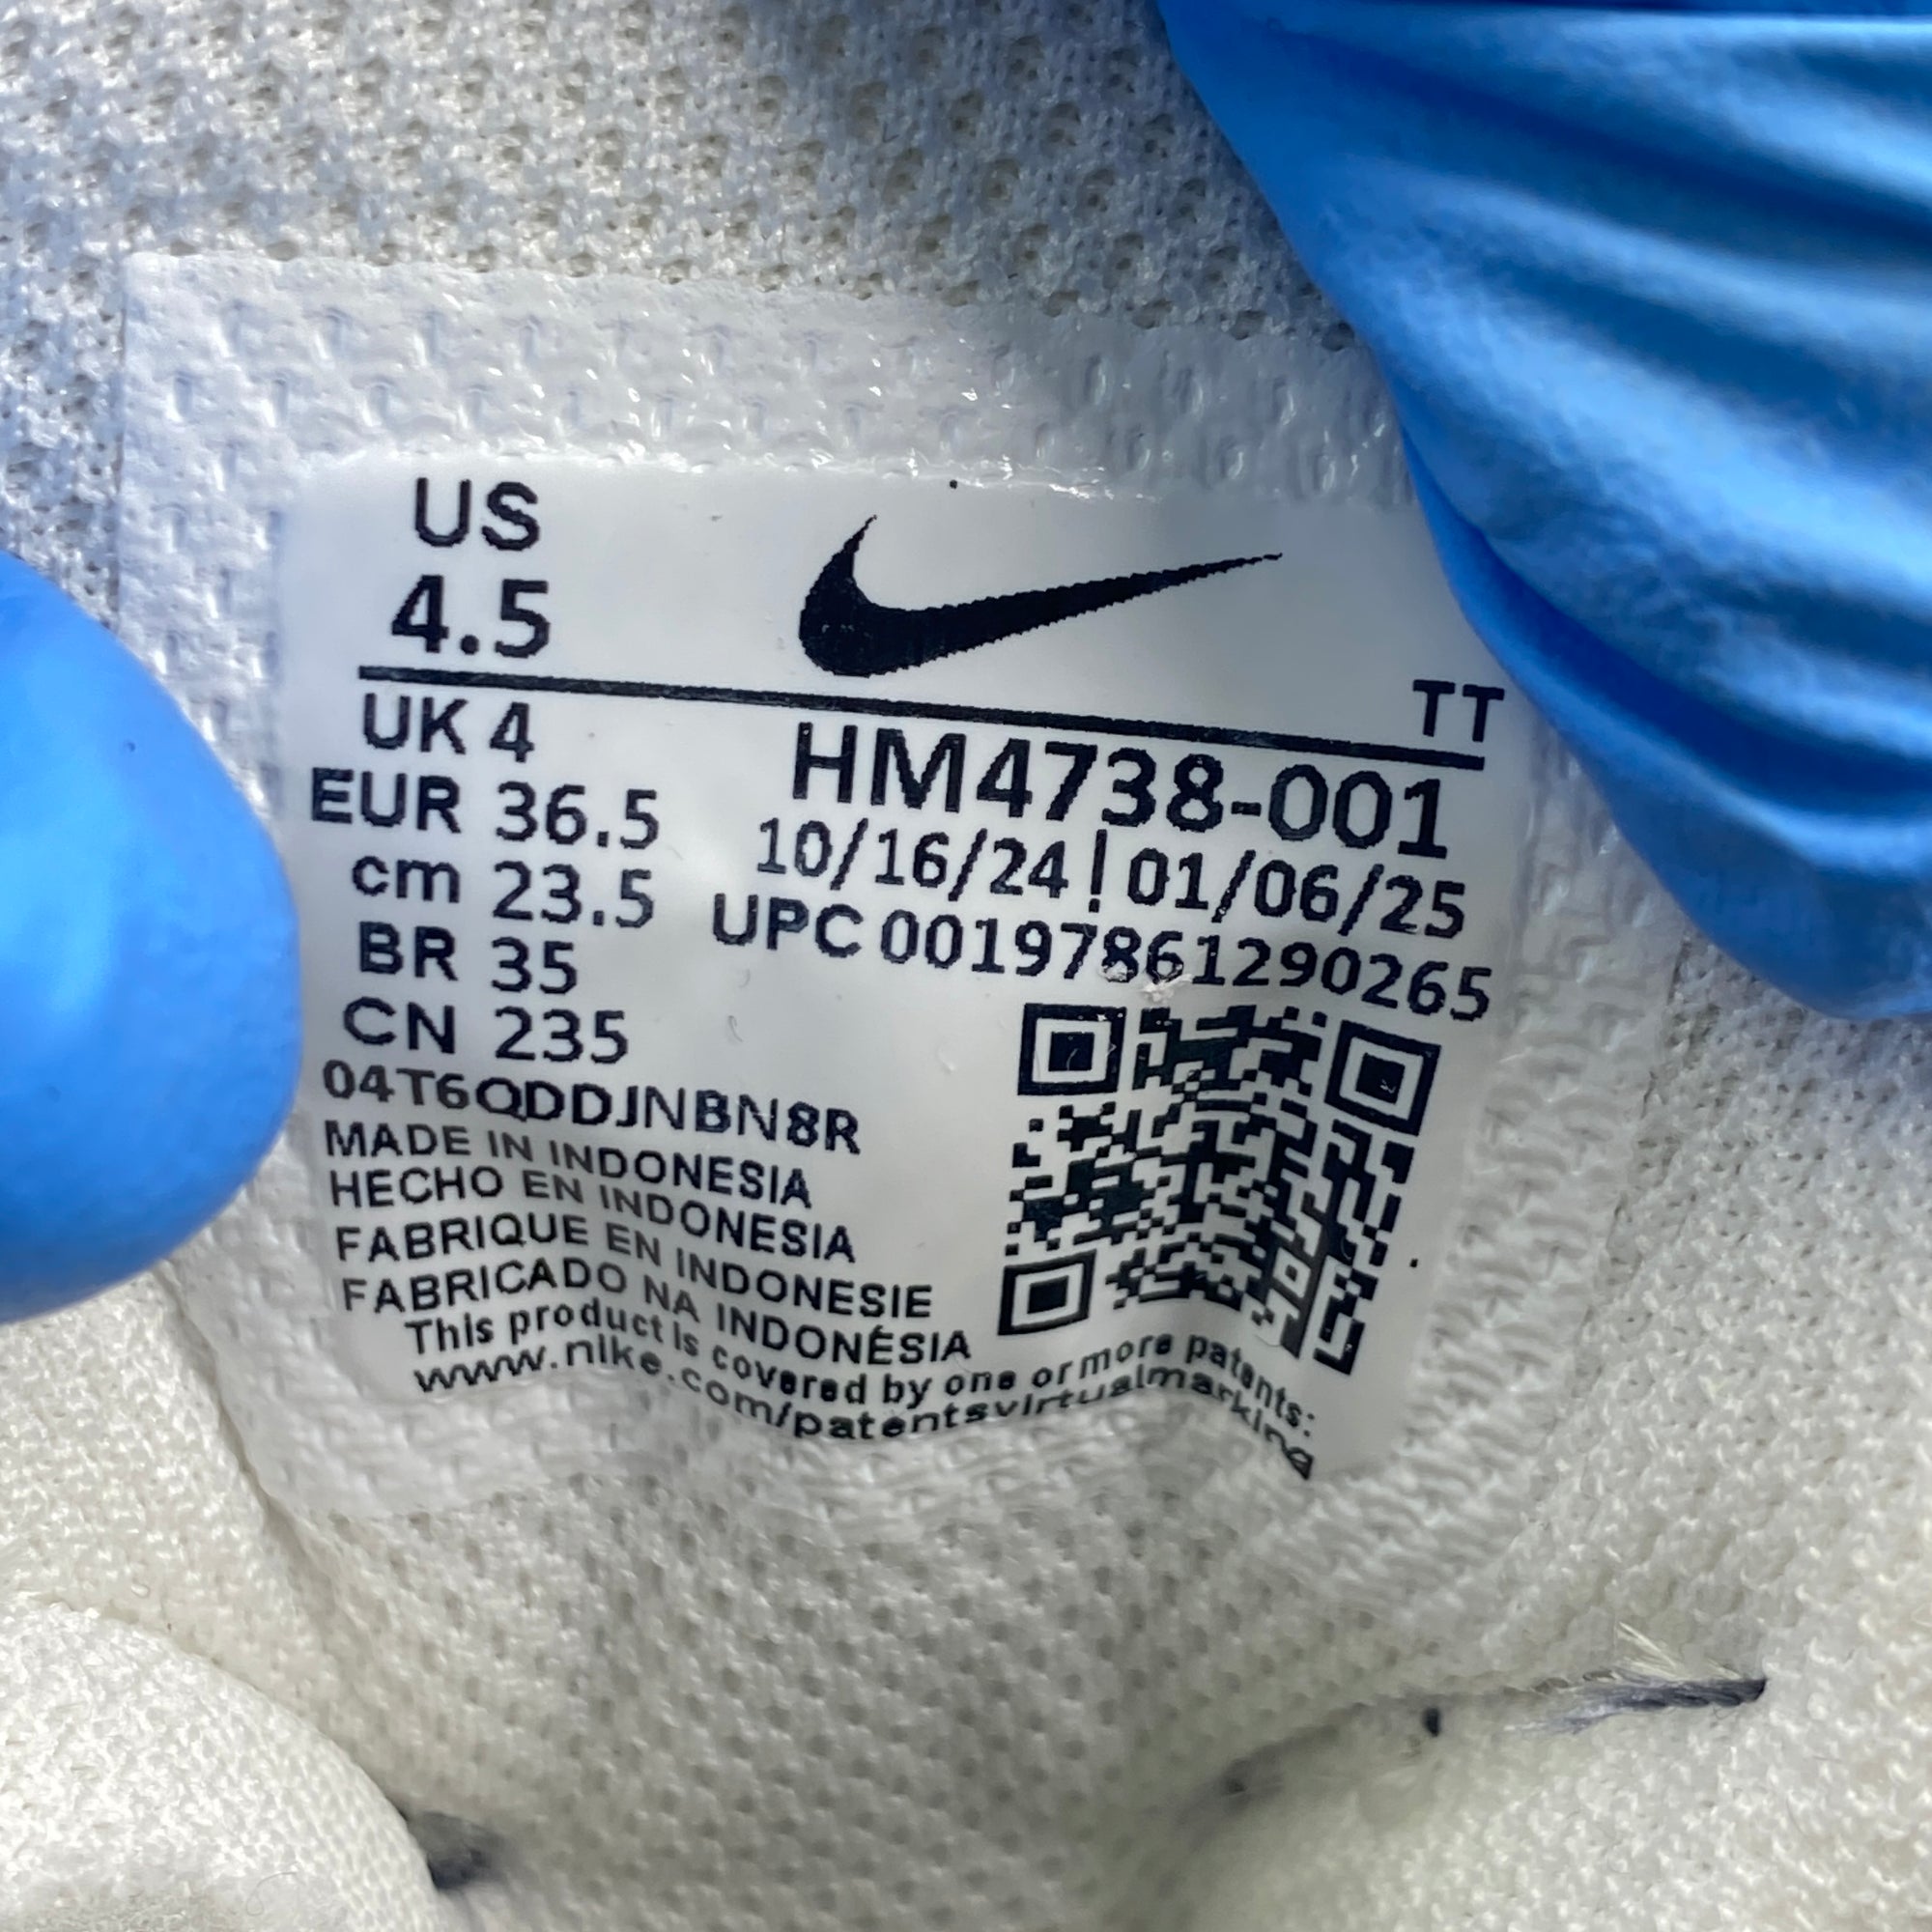 US
4.5
TT
UK 4
EUR 36.5
cm 23.5
BR 35
CN 235
HM4738-001
10/16/24 ! 01/06/25
UPC 00197861290265
04T6QDDJNBN8R
MADE IN INDONESIA
HECHO EN INDONESIA
FABRIQUE EN INDONESIE
FABRICADO NA INDONÉSIA
This product is covered by one or more patents:
www.nike.com/patentsvirtualmarking